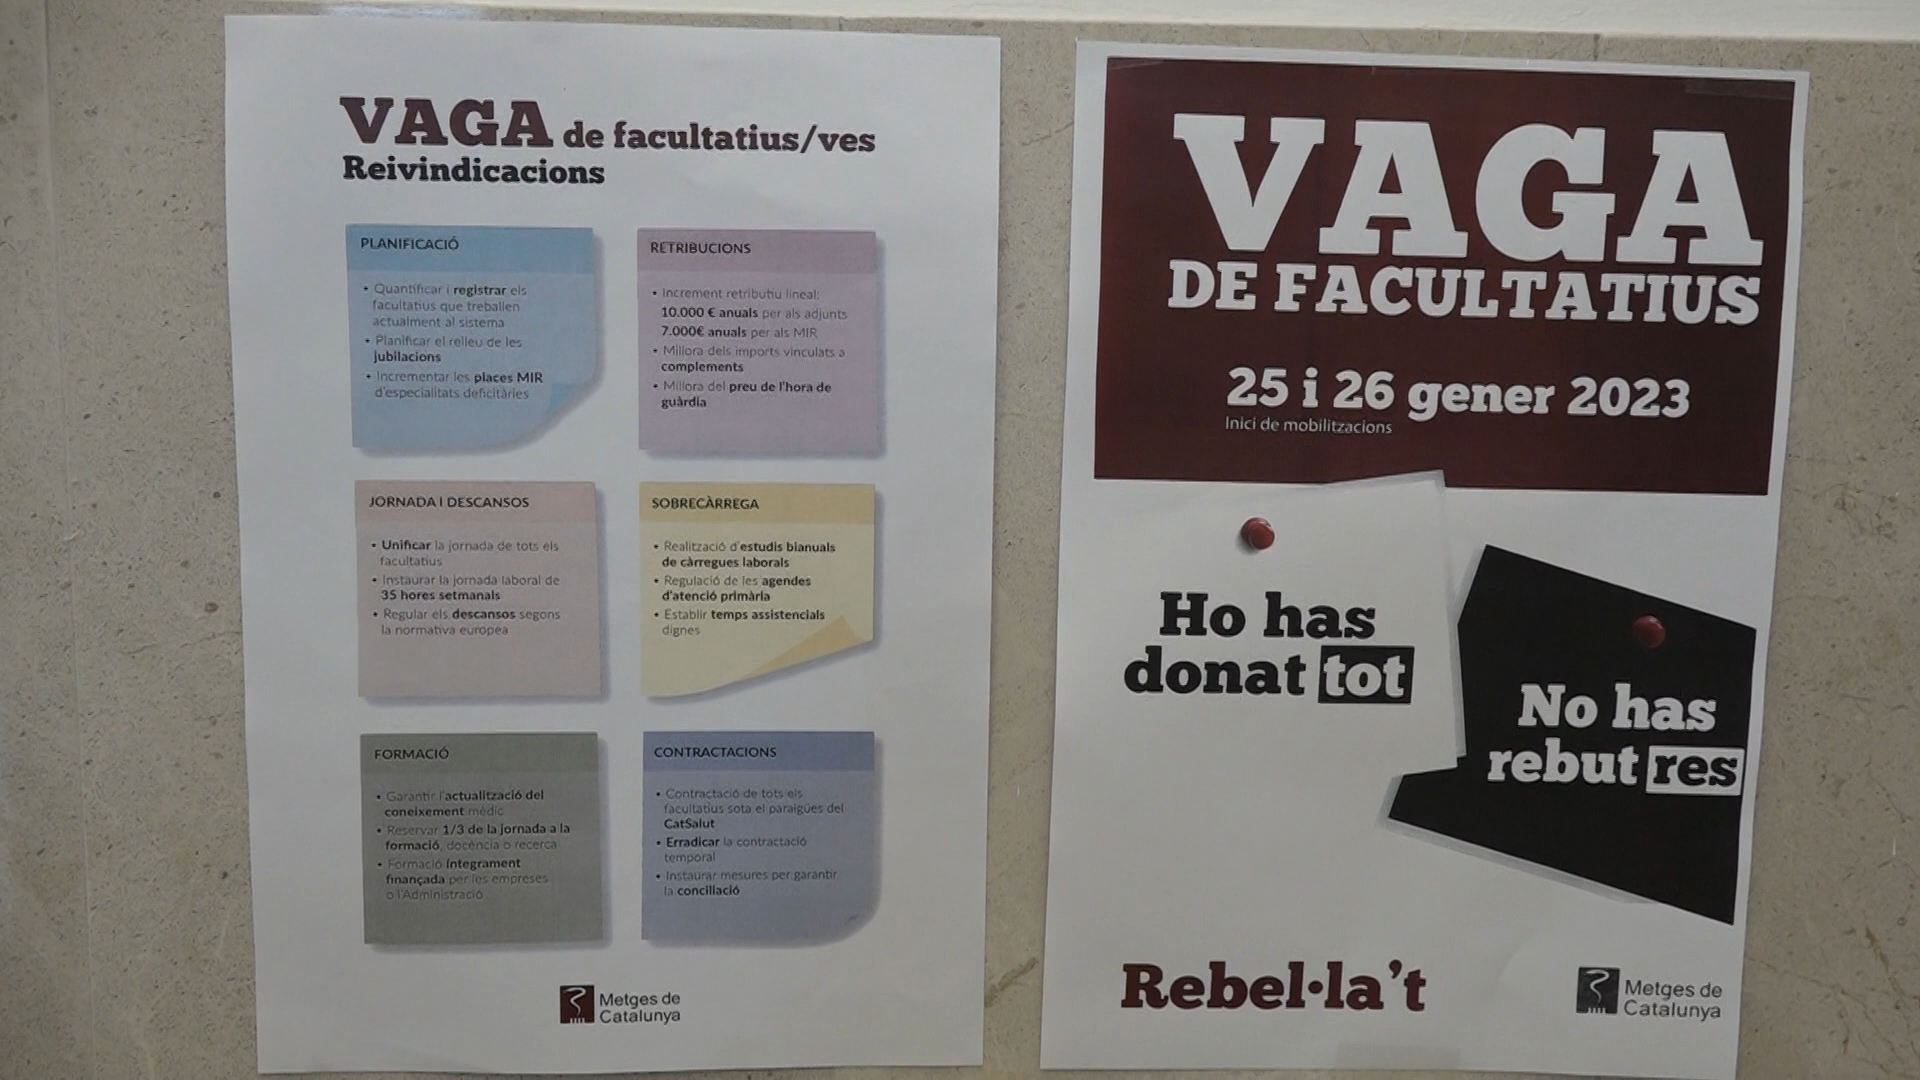 VAGA de facultatius/ves
Reivindicacions
PLANIFICACIÓ
• Quantificar i registrar els
facultatius que treballen
actualment al sistema
• Planificar el relleu de les
jubilacions
• Incrementar les places MIR
d'especialitats deficitàries
RETRIBUCIONS
• Increment retributiu lineal:
10.000 € anuals per als adjunts
7.000€ anuals per als MIR
• Millora dels imports vinculats a
complements
• Millora del preu de l'hora de
guàrdia
JORNADA I DESCANSOS
• Unificar la jornada de tots els
facultatius
• Instaurar la jornada laboral de
35 hores setmanals
• Regular els descansos segons
la normativa europea
SOBRECÀRREGA
• Realització d'estudis bianuals
de càrregues laborals
• Regulació de les agendes
d'atenció primària
• Establir temps assistencials
dignes
FORMACIÓ
• Garantir l'actualització del
coneixement mèdic
• Reservar 1/3 de la jornada a la
formació, docència o recerca
• Formació íntegrament
finançada per les empreses
o l'Administració
CONTRACTACIONS
• Contractació de tots els
facultatius sota el paraigües del
CatSalut
• Erradicar la contractació
temporal
• Instaurar mesures per garantir
la conciliació
Metges de
Catalunya
VAGA
DE FACULTATIUS
25 i 26 gener 2023
Inici de mobilitzacions
Ho has
donat tot
No has
rebut res
Rebel·la't
Metges de
Catalunya